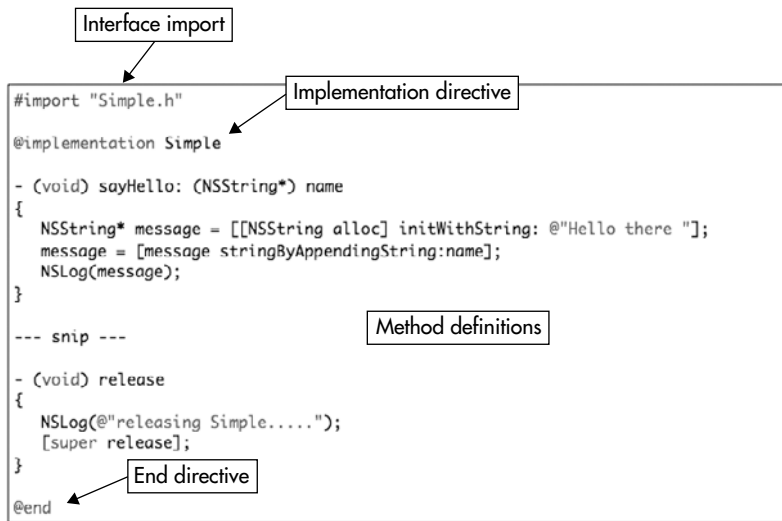 Interface import
#import "Simple.h"
Implementation directive
@implementation Simple
- (void) sayHello: (NSString*) name
{
NSString* message = [[NSString alloc] initWithString: @"Hello there "];
message = [message stringByAppendingString:name];
NSLog(message);
}
Method definitions
--- snip ---
- (void) release
{
NSLog(@"releasing Simple.....");
[super release];
}
End directive
@end